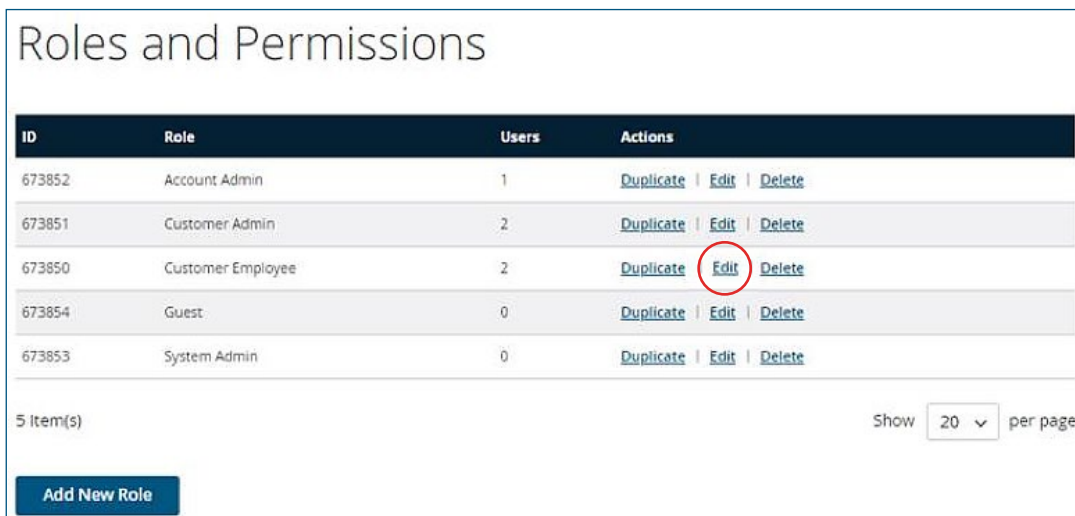 Roles and Permissions
ID Role Users Actions
673852 Account Admin 1 Duplicate | Edit | Delete
673851 Customer Admin 2 Duplicate | Edit | Delete
673850 Customer Employee 2 Duplicate Edit Delete
673854 Guest 0 Duplicate | Edit | Delete
673853 System Admin 0 Duplicate | Edit | Delete
5 Item(s) Show 20 per page
Add New Role